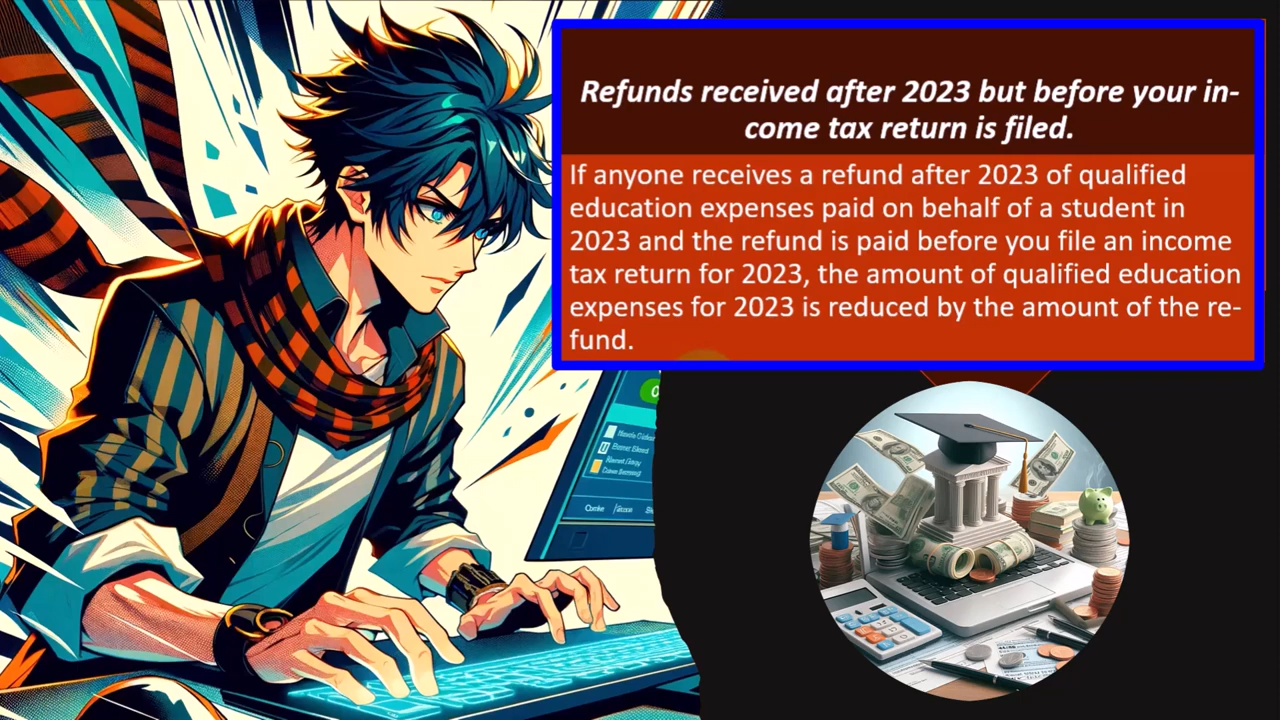 Refunds received after 2023 but before your in-
come tax return is filed.
If anyone receives a refund after 2023 of qualified
education expenses paid on behalf of a student in
2023 and the refund is paid before you file an income
tax return for 2023, the amount of qualified education
expenses for 2023 is reduced by the amount of the re-
fund.